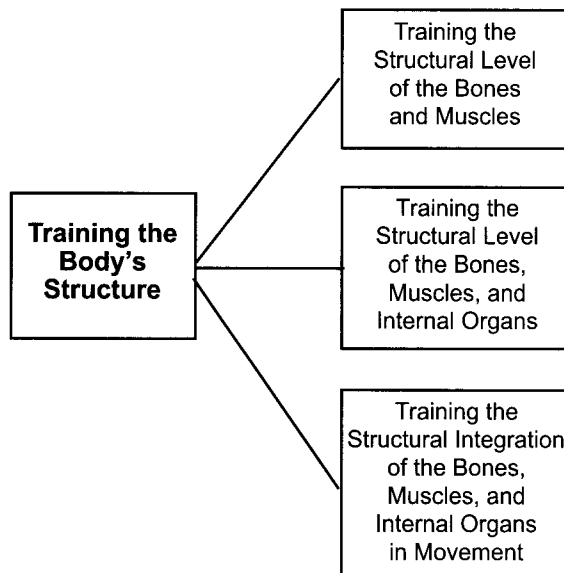 Training the
Structural Level
of the Bones
and Muscles
Training the
Body's
Structure
Training the
Structural Level
of the Bones,
Muscles, and
Internal Organs
Training the
Structural Integration
of the Bones,
Muscles, and
Internal Organs
in Movement